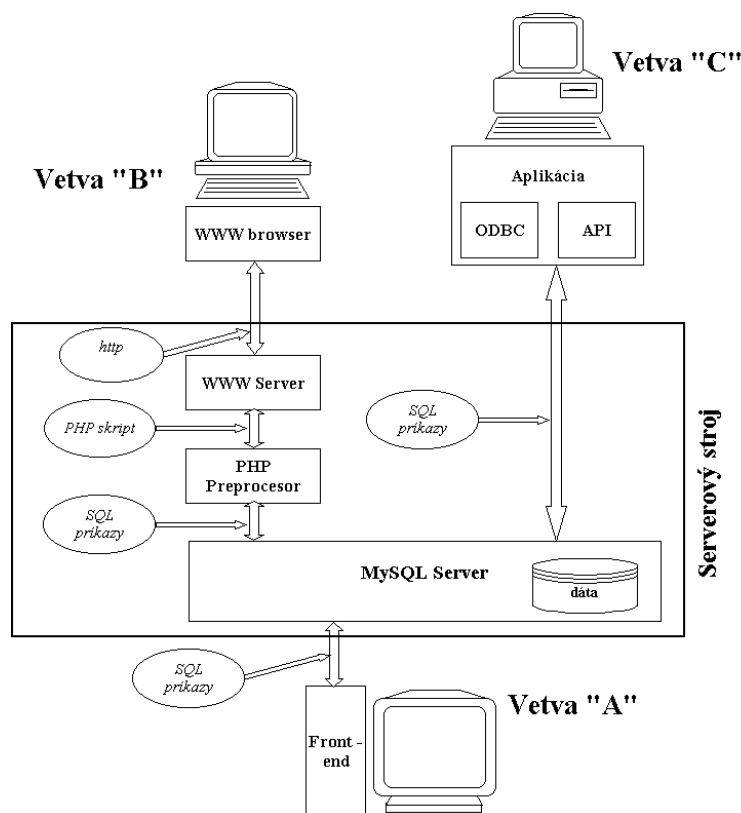 Vetva "C"
Vetva "B"
Aplikácia
ODBC
API
WWW browser
http
WWW Server
PHP skript
SQL
príkazy
PHP
Preprocesor
SQL
príkazy
Serverový stroj
MySQL Server
dáta
SQL
príkazy
Vetva "A"
Front -
end